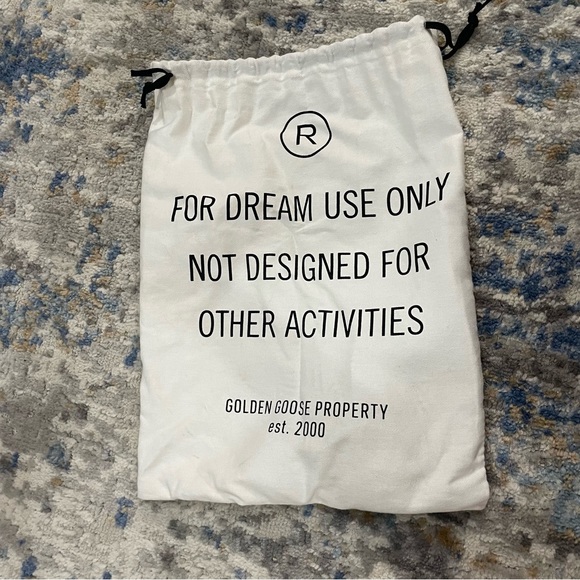 R
FOR DREAM USE ONLY
NOT DESIGNED FOR
OTHER ACTIVITIES
GOLDEN GOOSE PROPERTY
est. 2000